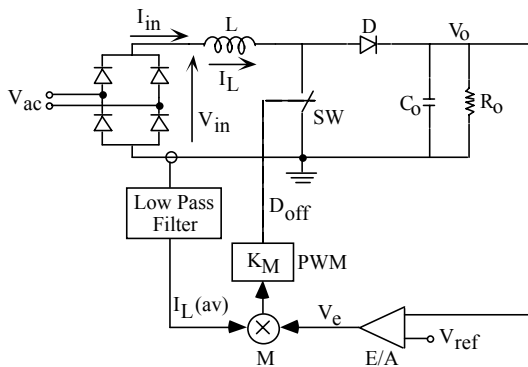 I_in
L
D
V_o
I_L
V_ac
V_in
SW
C_o
R_o
D_off
Low Pass
Filter
K_M
PWM
I_L(av)
V_e
V_ref
M
E/A